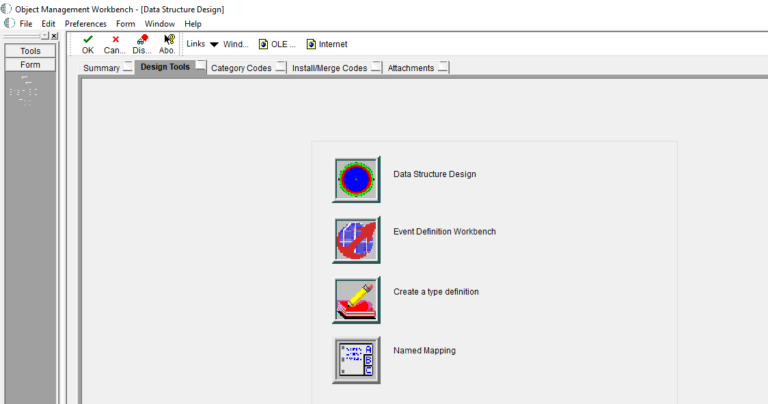 Object Management Workbench - [Data Structure Design]
File Edit Preferences Form Window Help
Tools
Form
OK Can... Dis... Abo. Links Wind... OLE ... Internet
Summary Design Tools Category Codes Install/Merge Codes Attachments
Data Structure Design
Event Definition Workbench
Create a type definition
Named Mapping
A
B
C